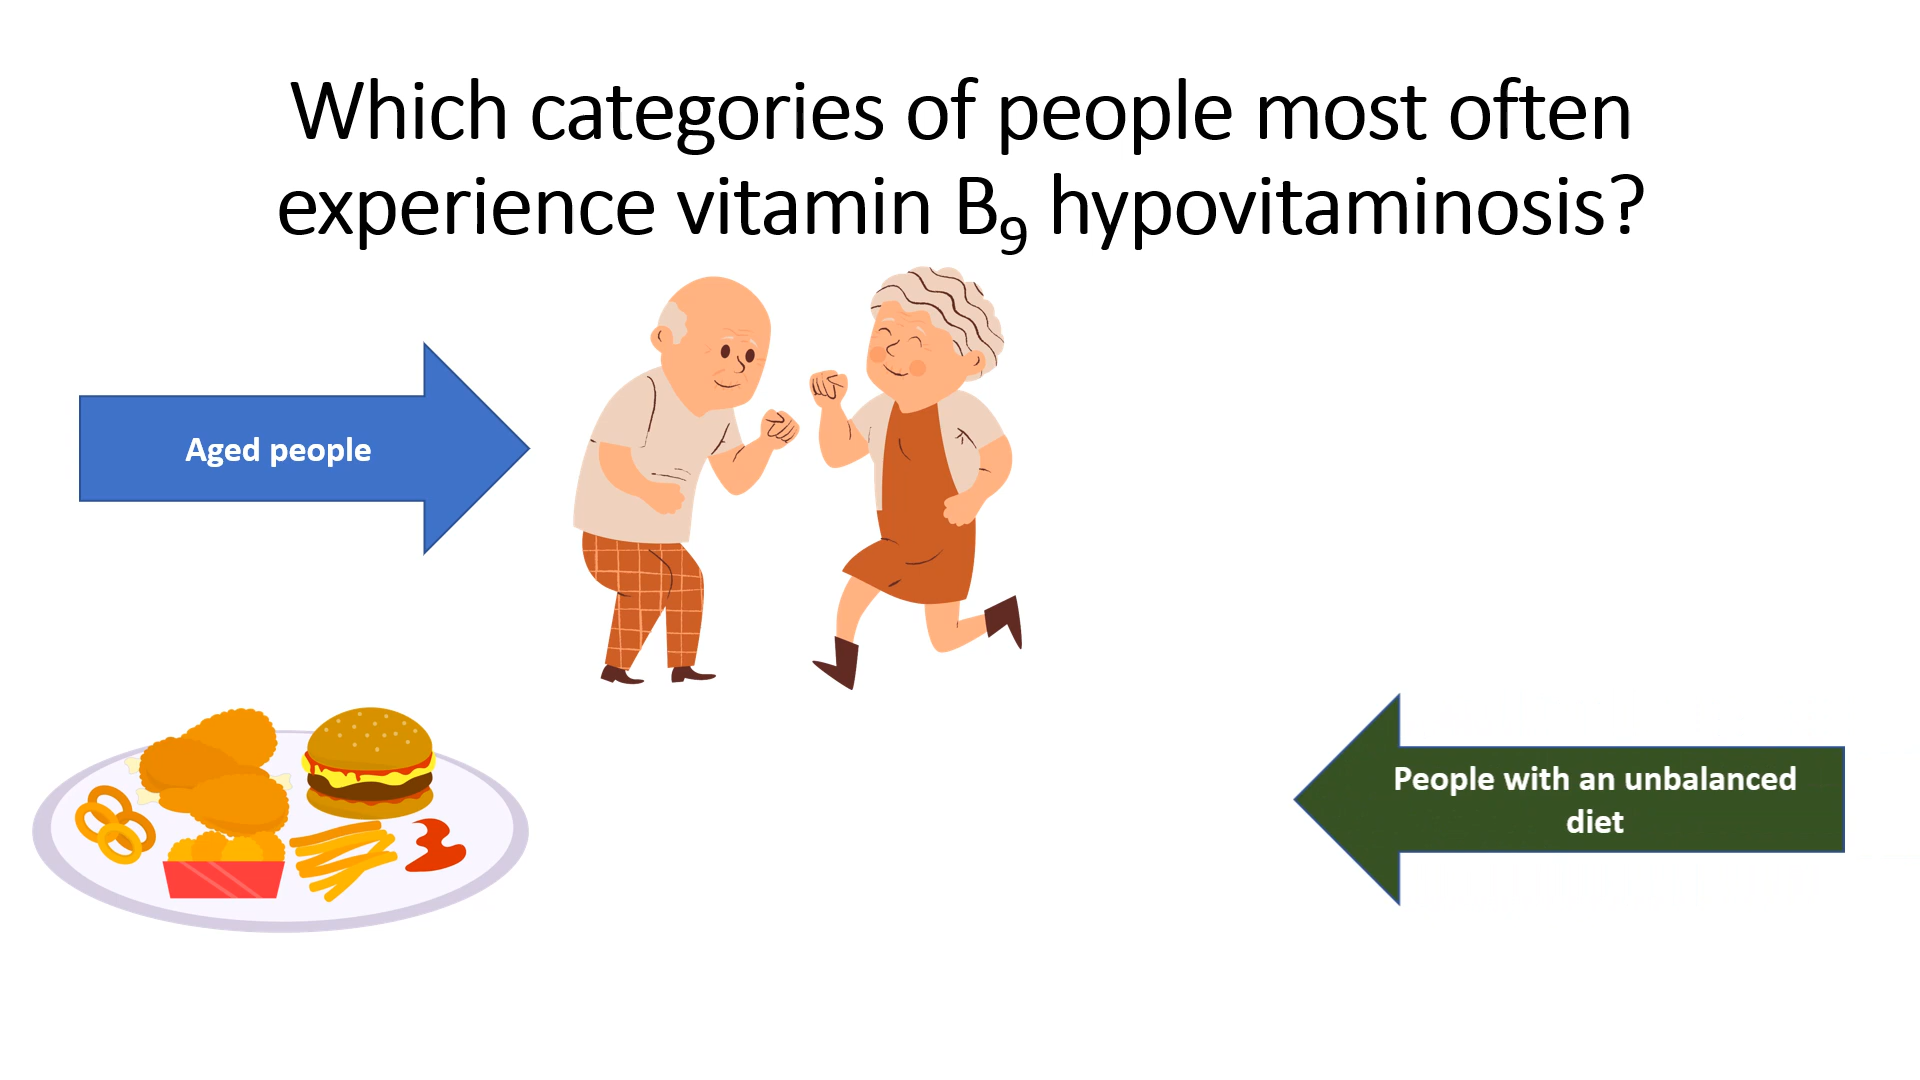 Which categories of people most often
experience vitamin B₉ hypovitaminosis?
Aged people
People with an unbalanced
diet